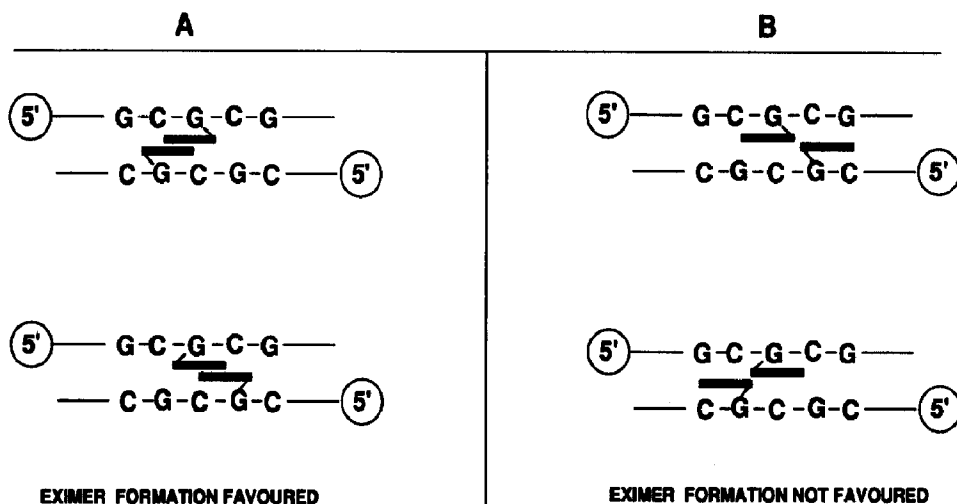 A
B
5' G-C-G-C-G
C-G-C-G-C 5'
5' G-C-G-C-G
C-G-C-G-C 5'
5' G-C-G-C-G
C-G-C-G-C 5'
5' G-C-G-C-G
C-G-C-G-C 5'
EXIMER FORMATION FAVOURED
EXIMER FORMATION NOT FAVOURED